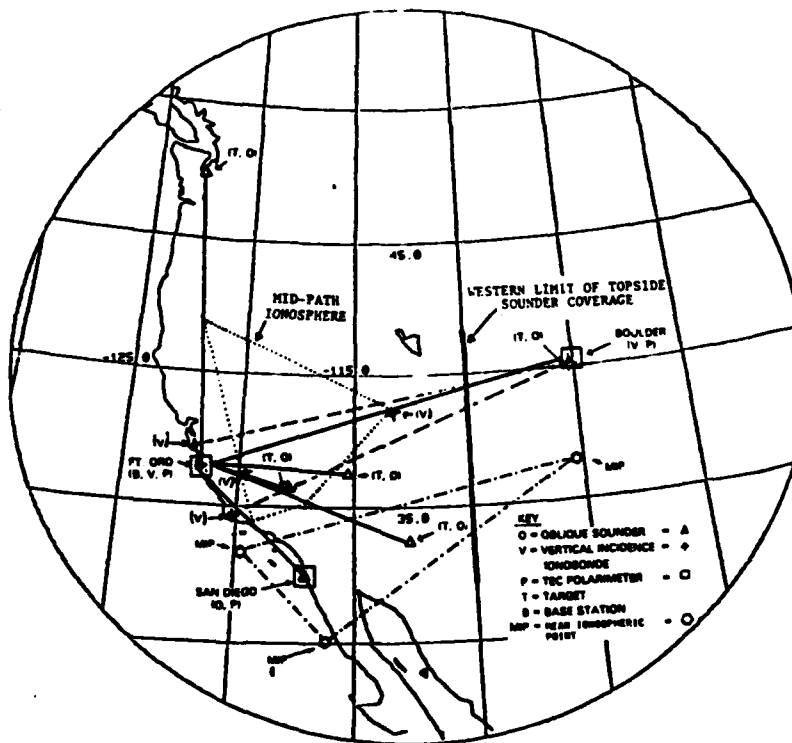 (T, O)
45.0
MID-PATH
IONOSPHERE
WESTERN LIMIT OF TOPSIDE
SOUNDER COVERAGE
BOULDER
(V, P)
(T, O)
-125.0
-115.0
(V)
(V)
FT. ORD
(B, V, P)
(T, O)
(V)
(T, O)
MIP
(V)
35.0
(T, O)
MIP
SAN DIEGO
(O, P)
MIP
KEY
O = OBLIQUE SOUNDER =
V = VERTICAL INCIDENCE =
IONOSONDE
P = TEC POLARIMETER =
T = TARGET
B = BASE STATION
MIP = MEAN IONOSPHERIC =
POINT